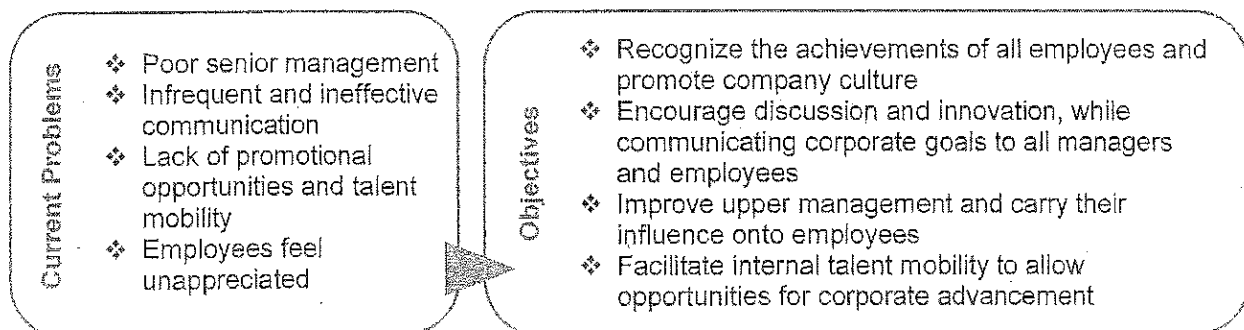 Current Problems
❖ Poor senior management
❖ Infrequent and ineffective
communication
❖ Lack of promotional
opportunities and talent
mobility
❖ Employees feel
unappreciated
Objectives
❖ Recognize the achievements of all employees and
promote company culture
❖ Encourage discussion and innovation, while
communicating corporate goals to all managers
and employees
❖ Improve upper management and carry their
influence onto employees
❖ Facilitate internal talent mobility to allow
opportunities for corporate advancement